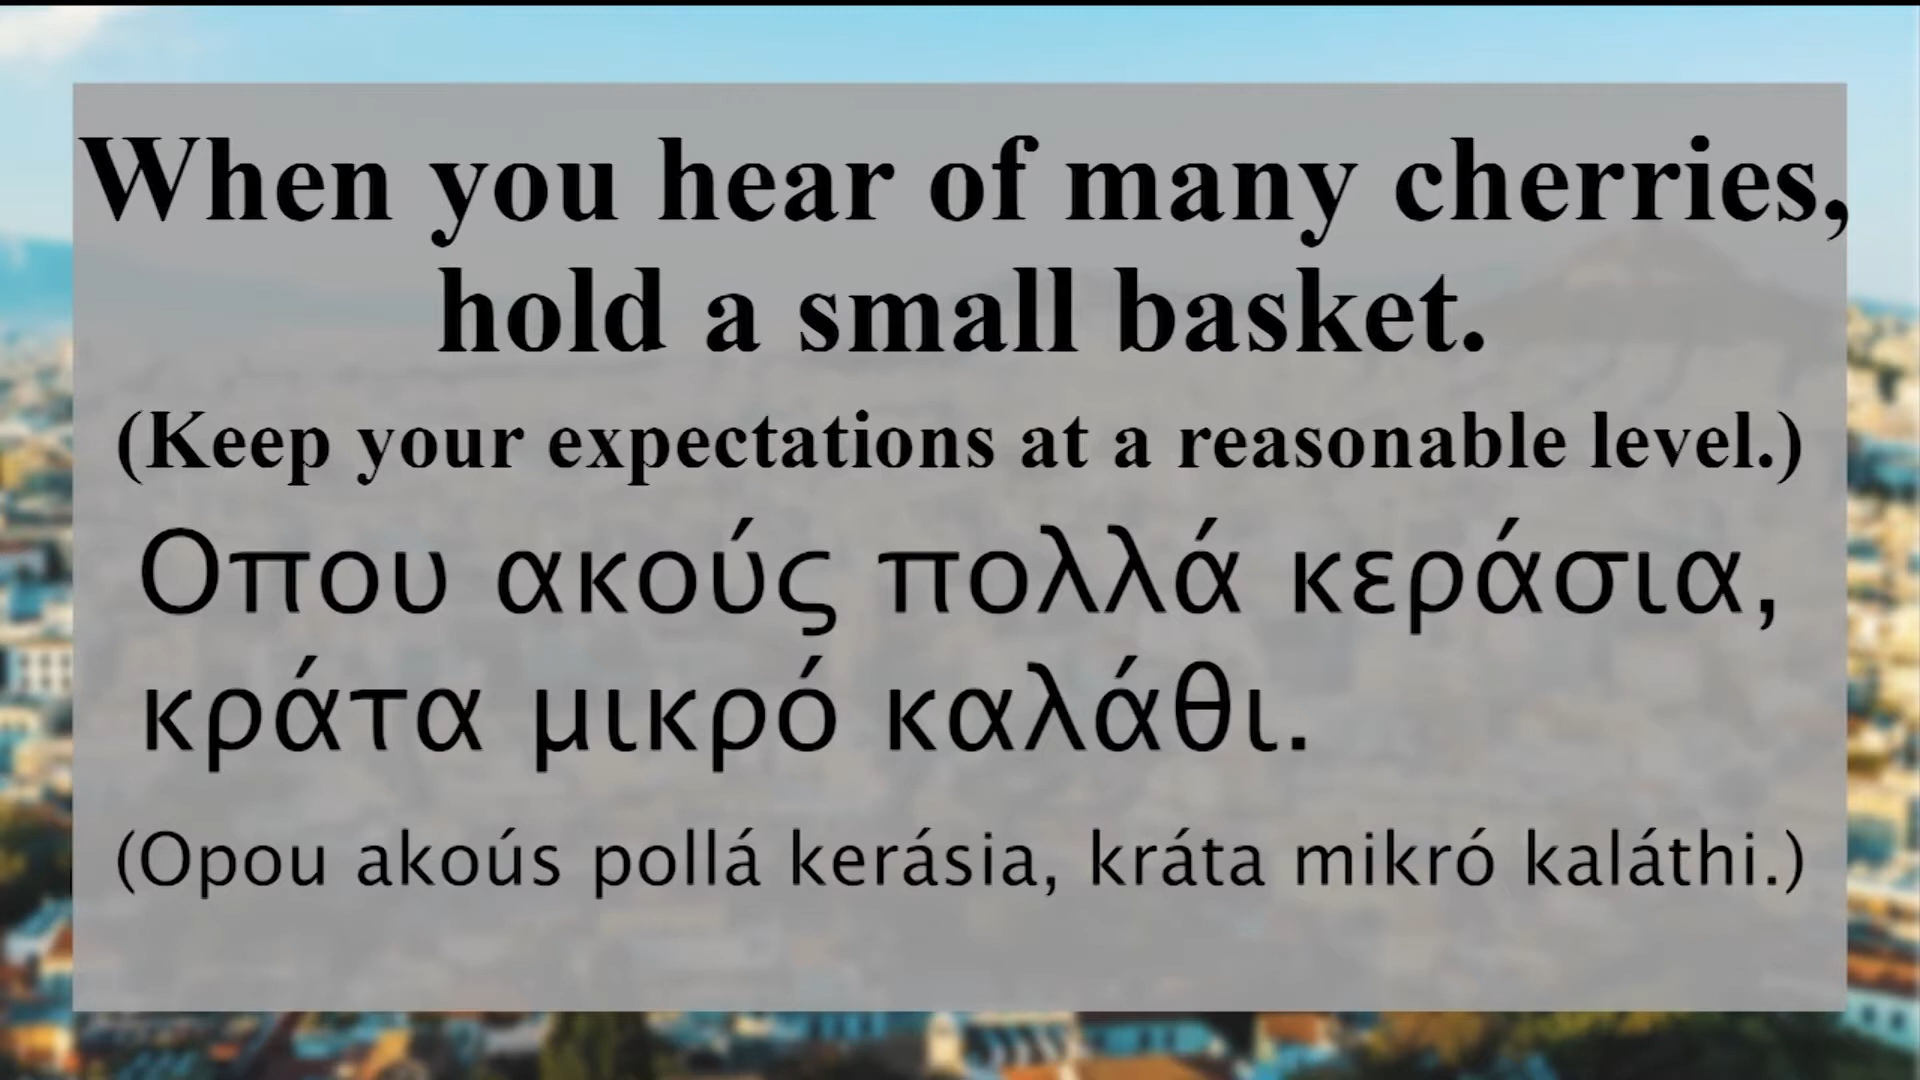 When you hear of many cherries,
hold a small basket.
(Keep your expectations at a reasonable level.)
Οπου ακούς πολλά κεράσια,
κράτα μικρό καλάθι.
(Opou akoús pollá kerásia, kráta mikró kaláthi.)